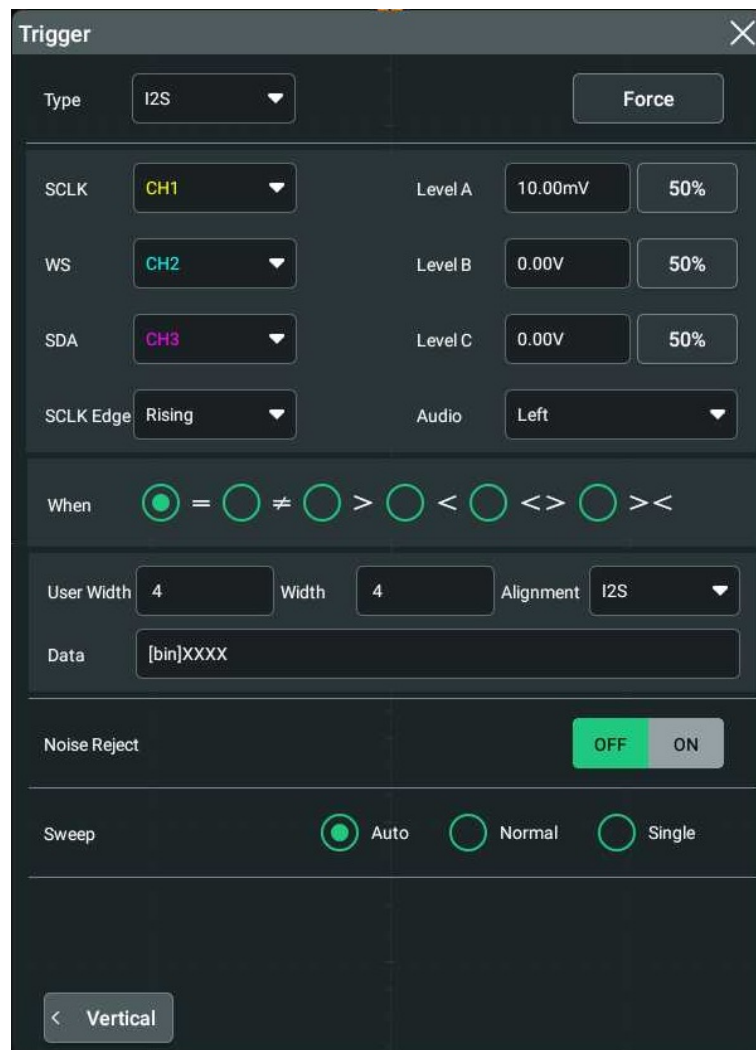 Trigger
Type I2S Force
SCLK CH1 Level A 10.00mV 50%
WS CH2 Level B 0.00V 50%
SDA CH3 Level C 0.00V 50%
SCLK Edge Rising Audio Left
When = ≠ > < <> ><
User Width 4 Width 4 Alignment I2S
Data [bin]XXXX
Noise Reject OFF ON
Sweep Auto Normal Single
< Vertical